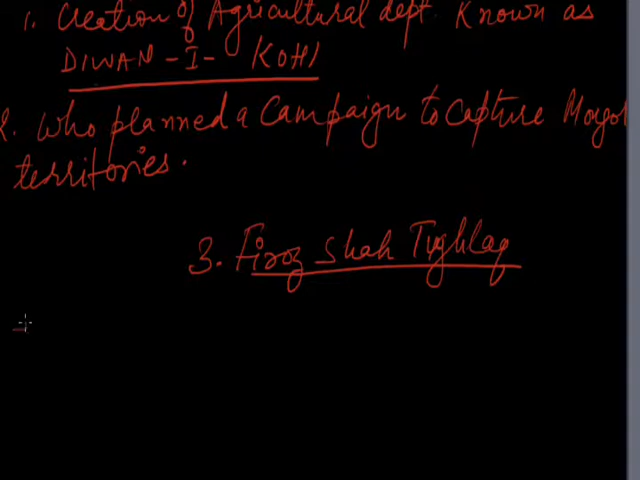 1. Creation of Agricultural dept. Known as
DIWAN-I-KOHI
2. Who planned a Campaign to Capture Mongol
territories.
3. Firoz Shah Tughlaq